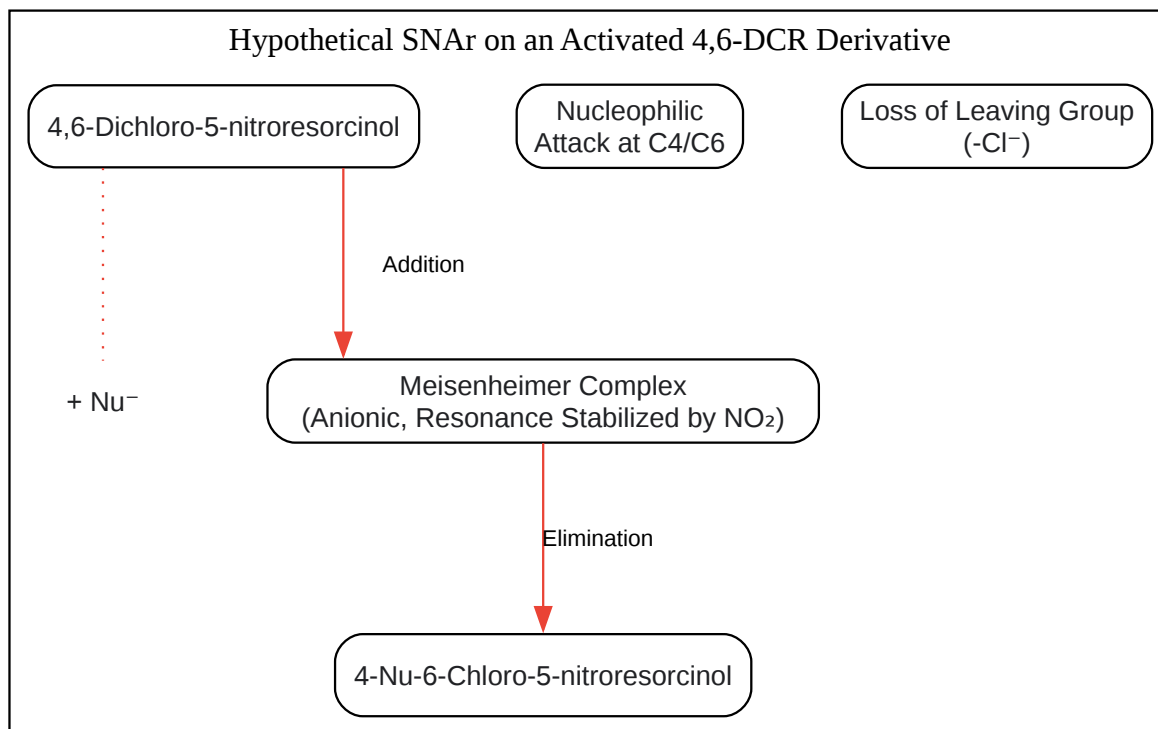 Hypothetical SNAr on an Activated 4,6-DCR Derivative
4,6-Dichloro-5-nitroresorcinol
Nucleophilic
Attack at C4/C6
Loss of Leaving Group
(-Cl⁻)
Addition
+ Nu⁻
Meisenheimer Complex
(Anionic, Resonance Stabilized by NO₂)
Elimination
4-Nu-6-Chloro-5-nitroresorcinol